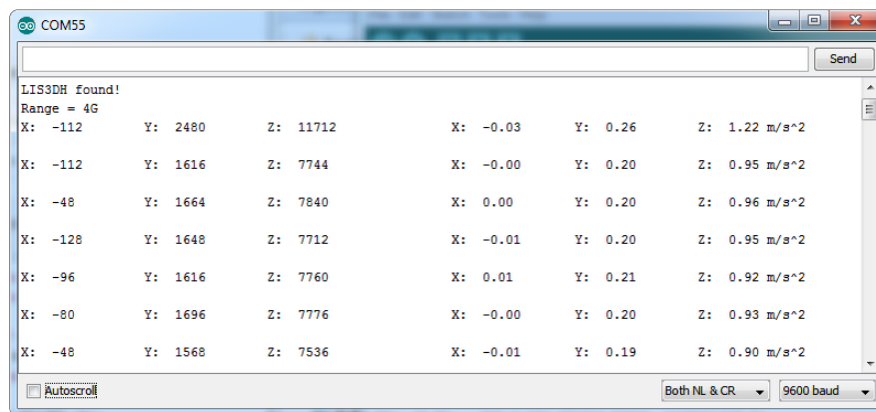 COM55
Send
LIS3DH found!
Range = 4G
X: -112 Y: 2480 Z: 11712 X: -0.03 Y: 0.26 Z: 1.22 m/s^2
X: -112 Y: 1616 Z: 7744 X: -0.00 Y: 0.20 Z: 0.95 m/s^2
X: -48 Y: 1664 Z: 7840 X: 0.00 Y: 0.20 Z: 0.96 m/s^2
X: -128 Y: 1648 Z: 7712 X: -0.01 Y: 0.20 Z: 0.95 m/s^2
X: -96 Y: 1616 Z: 7760 X: 0.01 Y: 0.21 Z: 0.92 m/s^2
X: -80 Y: 1696 Z: 7776 X: -0.00 Y: 0.20 Z: 0.93 m/s^2
X: -48 Y: 1568 Z: 7536 X: -0.01 Y: 0.19 Z: 0.90 m/s^2
Autoscroll Both NL & CR 9600 baud